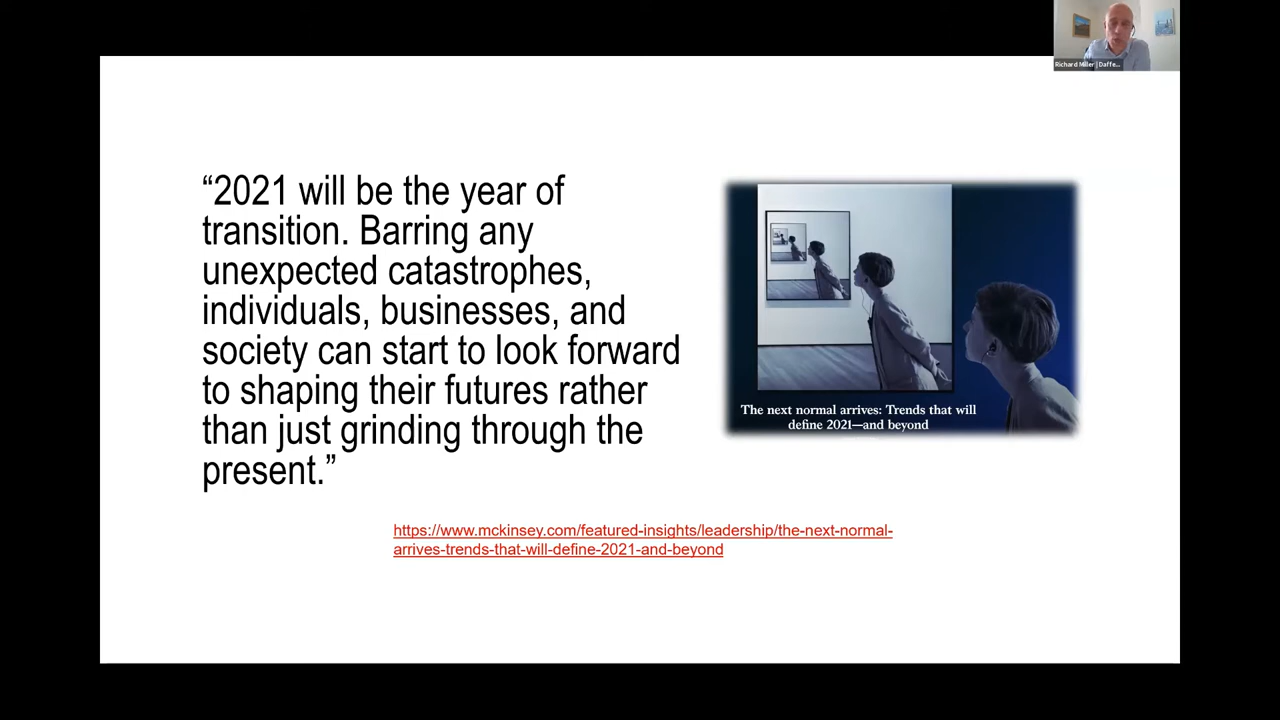 Richard Miller | Daffe...
“2021 will be the year of
transition. Barring any
unexpected catastrophes,
individuals, businesses, and
society can start to look forward
to shaping their futures rather
than just grinding through the
present.”
The next normal arrives: Trends that will
define 2021—and beyond
https://www.mckinsey.com/featured-insights/leadership/the-next-normal-
arrives-trends-that-will-define-2021-and-beyond